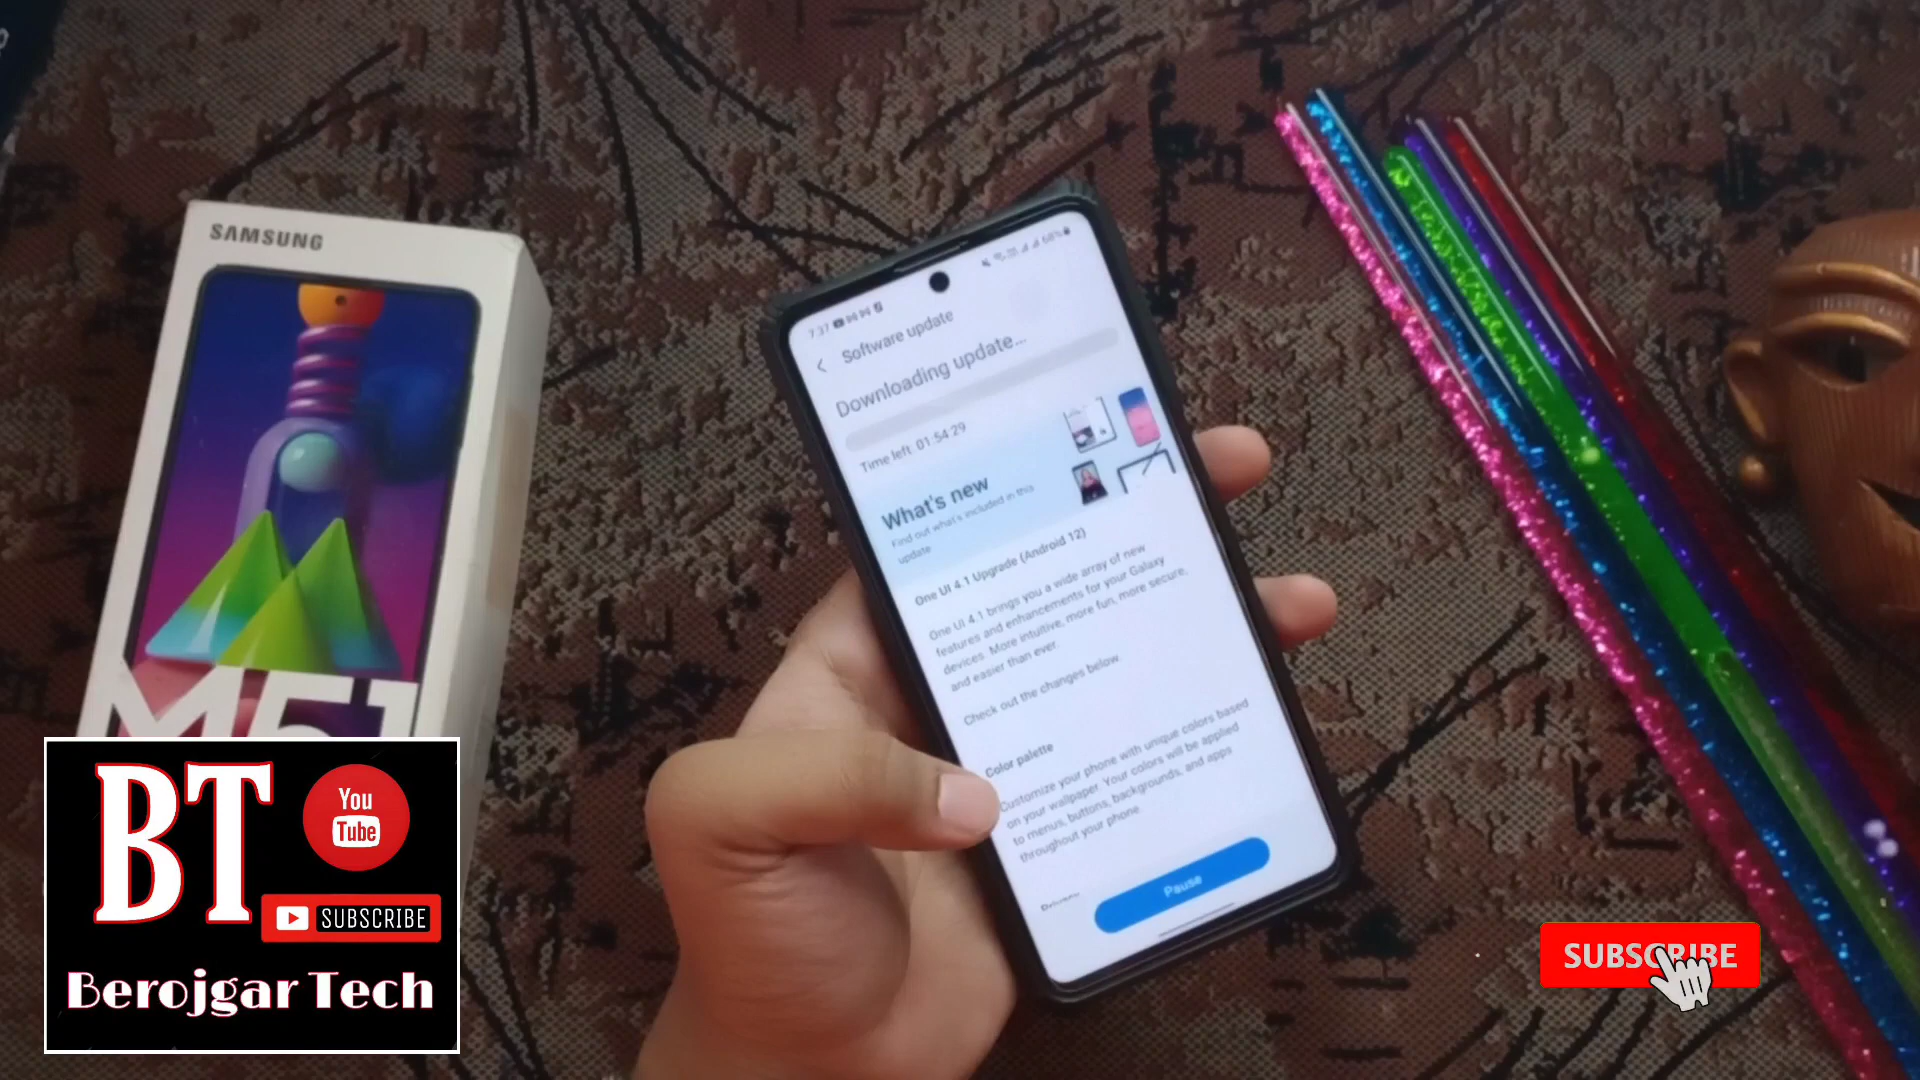 SAMSUNG
M51
7:37
68%
Software update
Downloading update...
Time left 01:54:29
What's new
Find out what's included in this
update
One UI 4.1 Upgrade (Android 12)
One UI 4.1 brings you a wide array of new
features and enhancements for your Galaxy
devices. More intuitive, more fun, more secure,
and easier than ever.
Check out the changes below.
Color palette
Customize your phone with unique colors based
on your wallpaper. Your colors will be applied
to menus, buttons, backgrounds, and apps
throughout your phone.
Pause
BT
You
Tube
SUBSCRIBE
Berojgar Tech
SUBSCRIBE